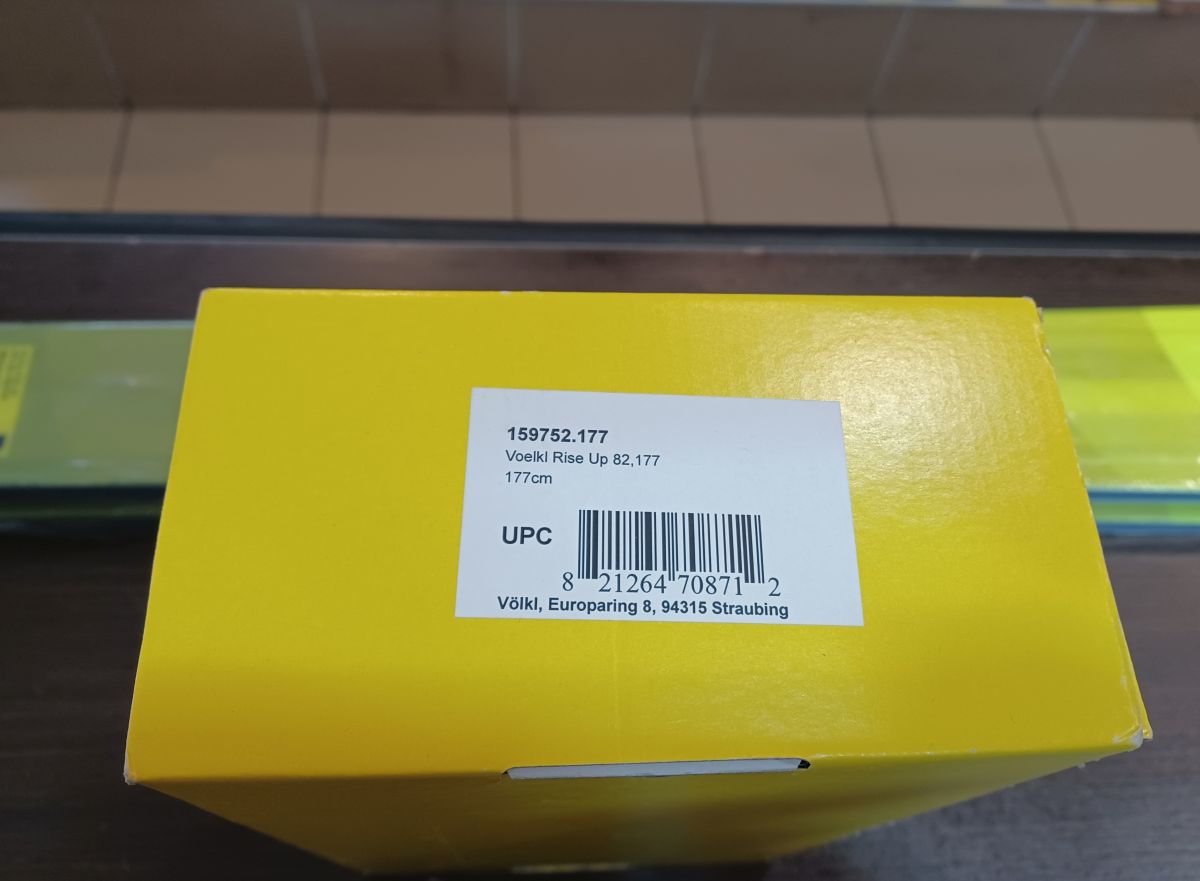 159752.177
Voelkl Rise Up 82,177
177cm
UPC
8 21264 70871 2
Völkl, Europaring 8, 94315 Straubing